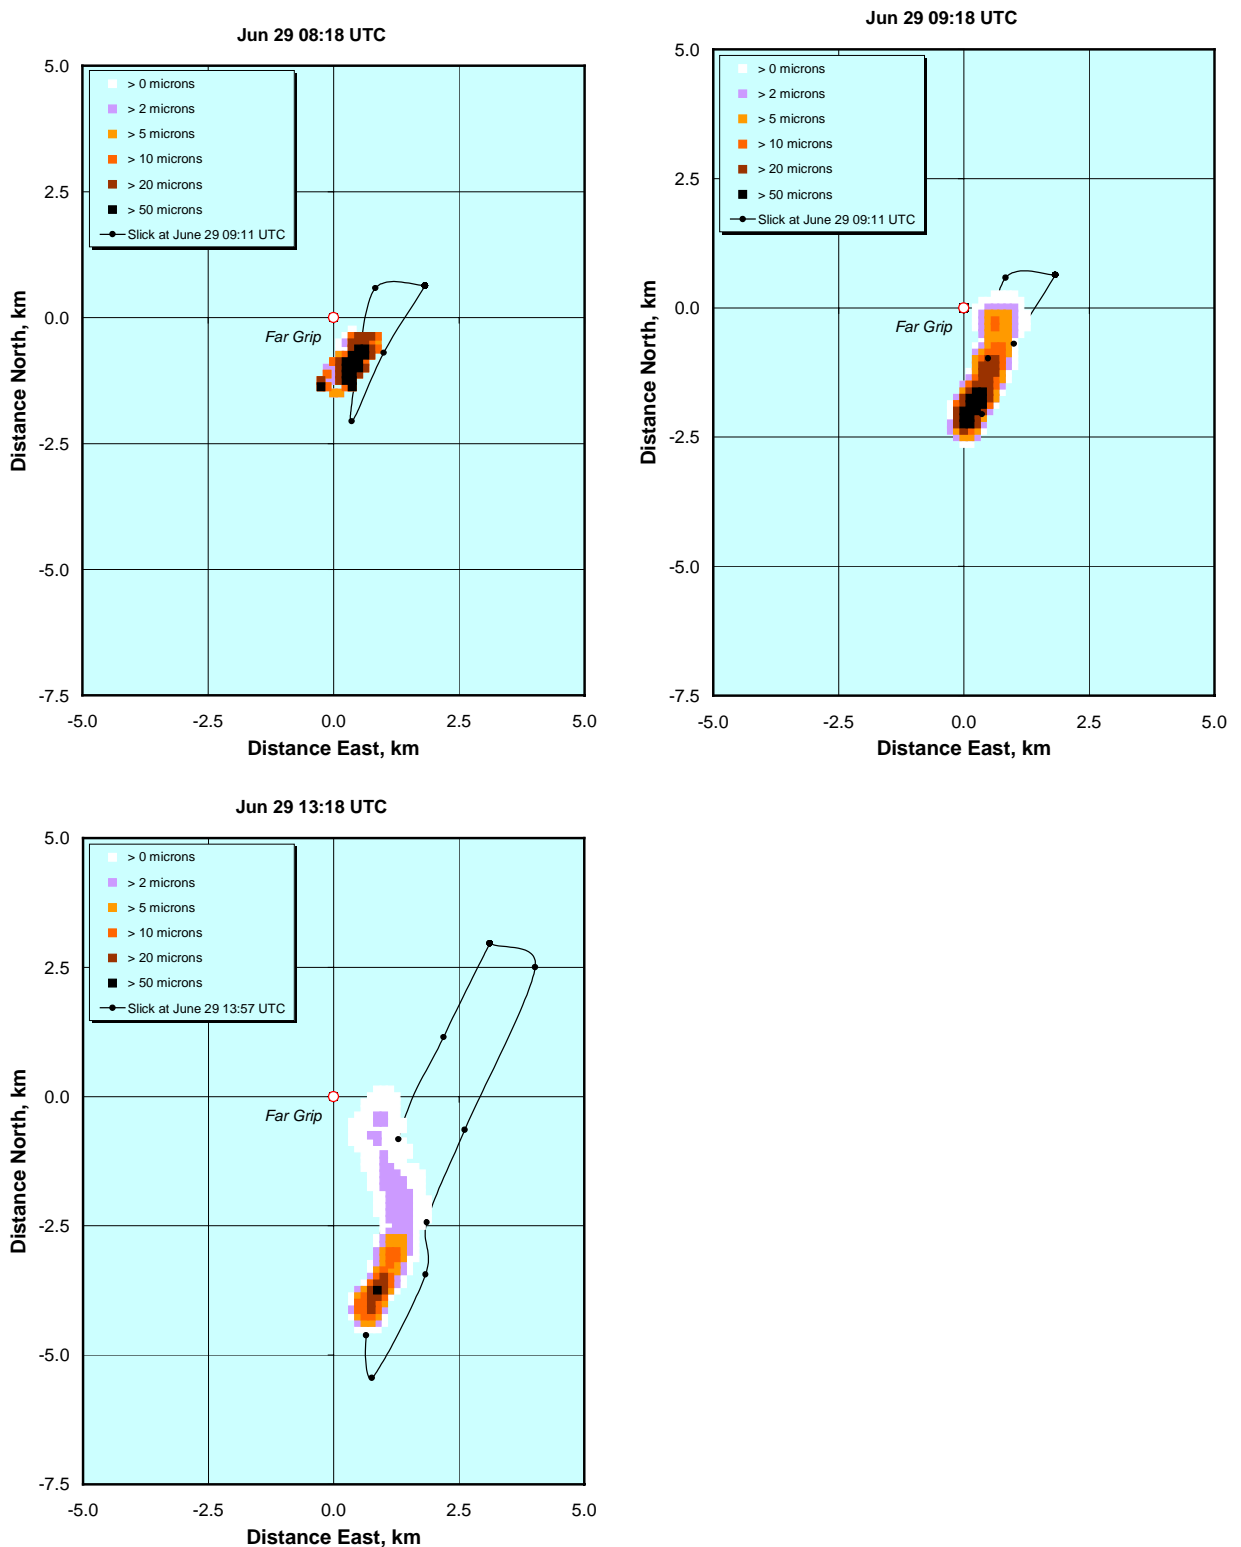 Jun 29 08:18 UTC
5.0
2.5
0.0
-2.5
-5.0
-7.5
-5.0 -2.5 0.0 2.5 5.0
Distance North, km
Distance East, km
> 0 microns
> 2 microns
> 5 microns
> 10 microns
> 20 microns
> 50 microns
Slick at June 29 09:11 UTC
Far Grip
Jun 29 09:18 UTC
5.0
2.5
0.0
-2.5
-5.0
-7.5
-5.0 -2.5 0.0 2.5 5.0
Distance North, km
Distance East, km
> 0 microns
> 2 microns
> 5 microns
> 10 microns
> 20 microns
> 50 microns
Slick at June 29 09:11 UTC
Far Grip
Jun 29 13:18 UTC
5.0
2.5
0.0
-2.5
-5.0
-7.5
-5.0 -2.5 0.0 2.5 5.0
Distance North, km
Distance East, km
> 0 microns
> 2 microns
> 5 microns
> 10 microns
> 20 microns
> 50 microns
Slick at June 29 13:57 UTC
Far Grip